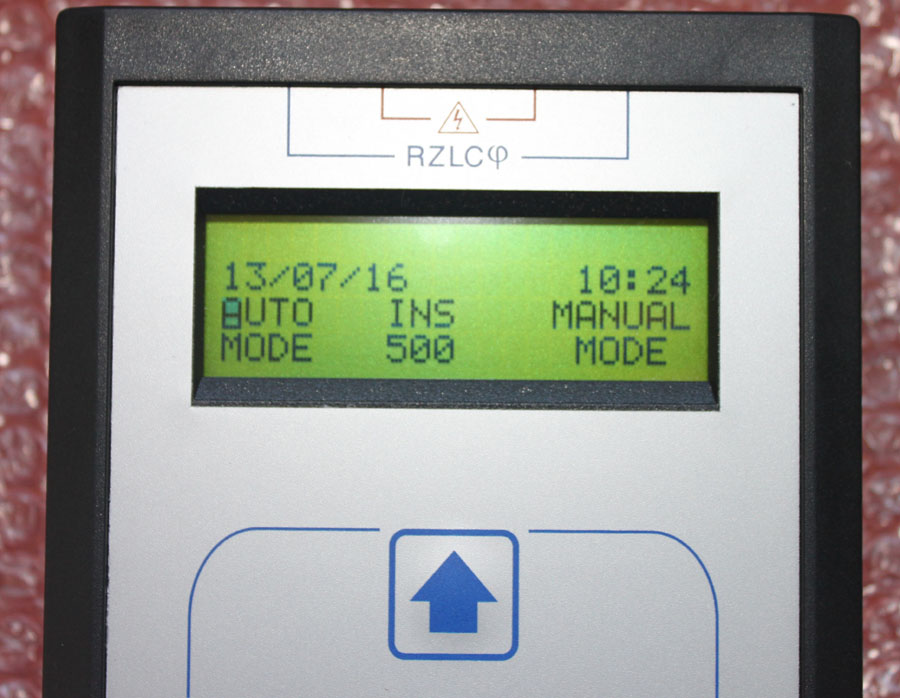 RZLCφ
13/07/16 10:24
AUTO INS MANUAL
MODE 500 MODE